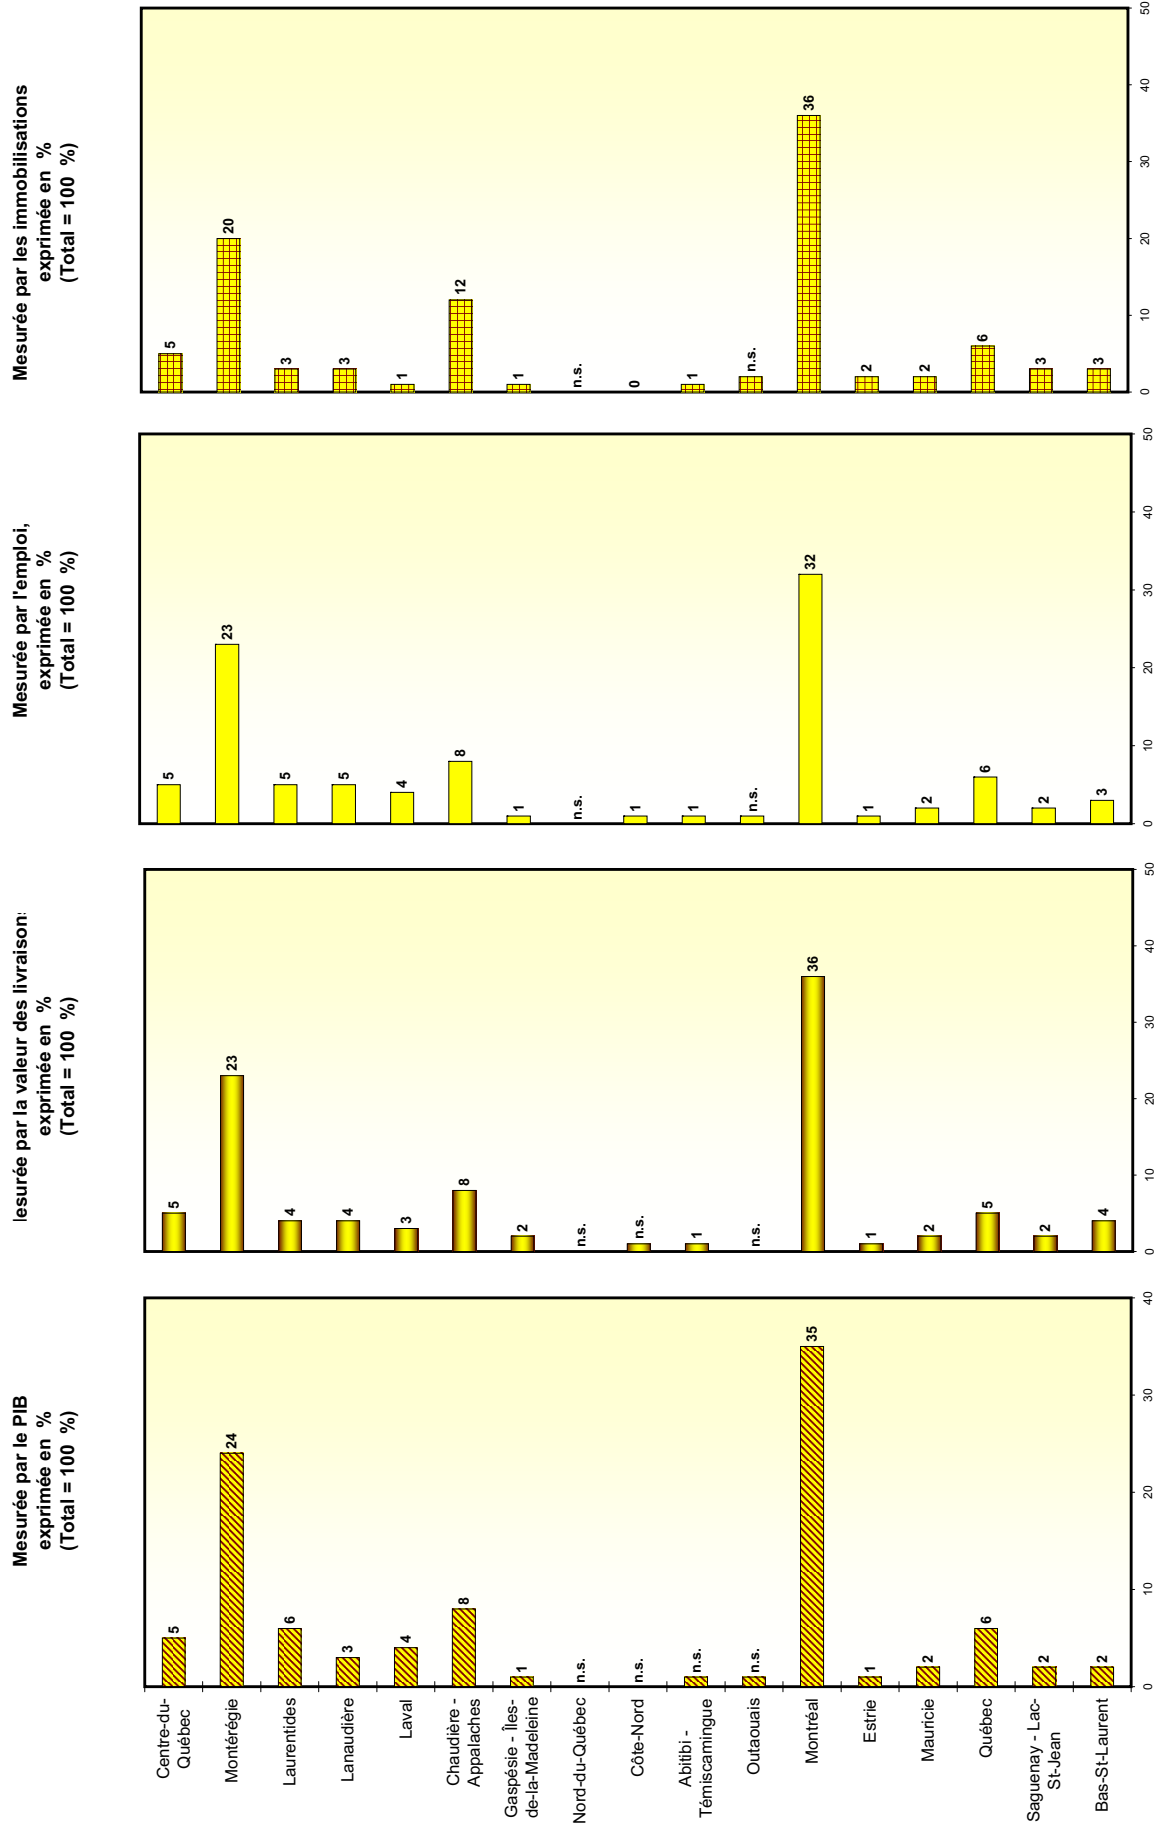 Mesurée par le PIB
exprimée en %
(Total = 100 %)
Centre-du-
Québec
Montérégie
Laurentides
Lanaudière
Laval
Chaudière -
Appalaches
Gaspésie - Îles-
de-la-Madeleine
Nord-du-Québec
Côte-Nord
Abitibi -
Témiscamingue
Outaouais
Montréal
Estrie
Mauricie
Québec
Saguenay - Lac-
St-Jean
Bas-St-Laurent
5
24
6
3
4
8
1
n.s.
n.s.
n.s.
n.s.
35
1
2
6
2
2
0 10 20 30 40
lesurée par la valeur des livraison
exprimée en %
(Total = 100 %)
5
23
4
4
3
8
2
n.s.
n.s.
1
n.s.
36
1
2
5
2
4
0 10 20 30 40 50
Mesurée par l'emploi,
exprimée en %
(Total = 100 %)
5
23
5
5
4
8
1
n.s.
1
1
n.s.
32
1
2
6
2
3
0 10 20 30 40 50
Mesurée par les immobilisations
exprimée en %
(Total = 100 %)
5
20
3
3
1
12
1
n.s.
0
1
n.s.
36
2
2
6
3
3
0 10 20 30 40 50